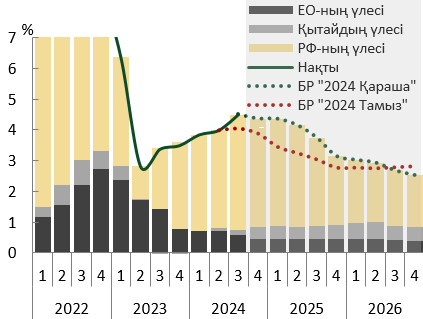 ЕО-ның үлесі
Қытайдың үлесі
РФ-ның үлесі
Нақты
БР "2024 Қараша"
БР "2024 Тамыз"
%
7
6
5
4
3
2
1
0
1 2 3 4 1 2 3 4 1 2 3 4 1 2 3 4 1 2 3 4
2022 2023 2024 2025 2026